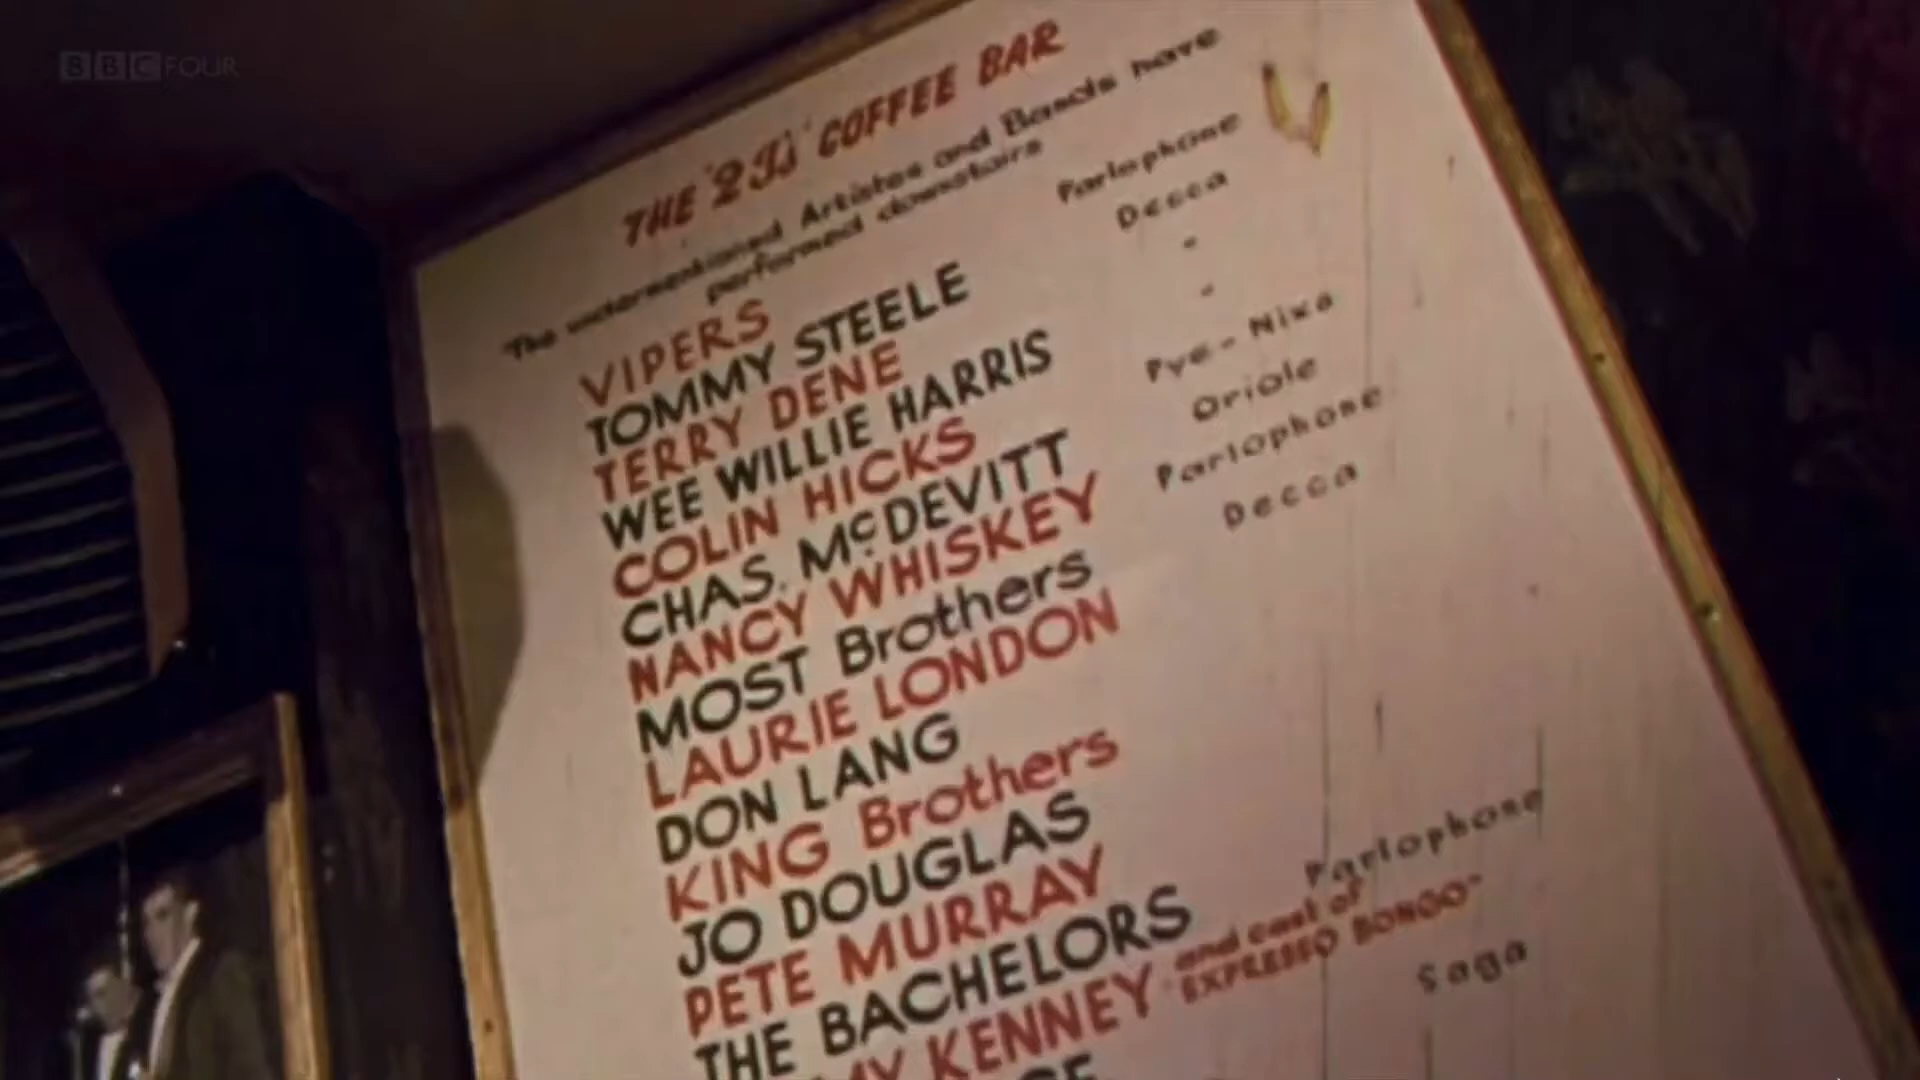 BBC FOUR
THE '2 I's' COFFEE BAR
"The undermentioned Artistes and Bands have
performed downstairs
VIPERS Parlophone
TOMMY STEELE Decca
TERRY DENE "
WEE WILLIE HARRIS "
COLIN HICKS Pye-Nixa
CHAS. McDEVITT Oriole
NANCY WHISKEY Parlophone
MOST Brothers Decca
LAURIE LONDON
DON LANG
KING Brothers
JO DOUGLAS
PETE MURRAY
THE BACHELORS Parlophone
KENNEY and cast of
"EXPRESSO BONGO"
Saga